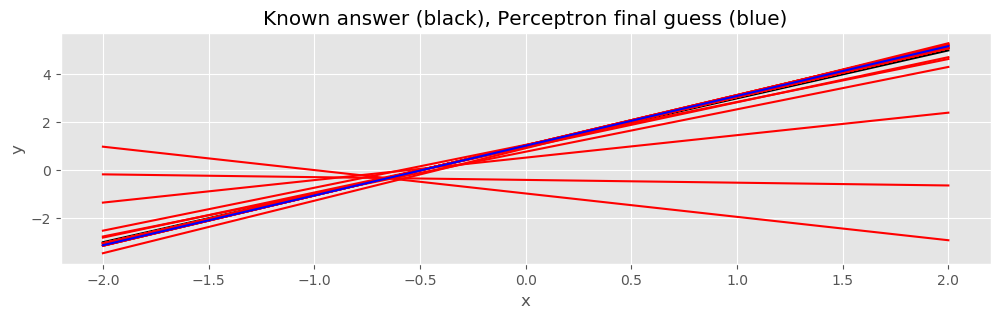 Known answer (black), Perceptron final guess (blue)
4
2
0
−2
y
−2.0 −1.5 −1.0 −0.5 0.0 0.5 1.0 1.5 2.0
x